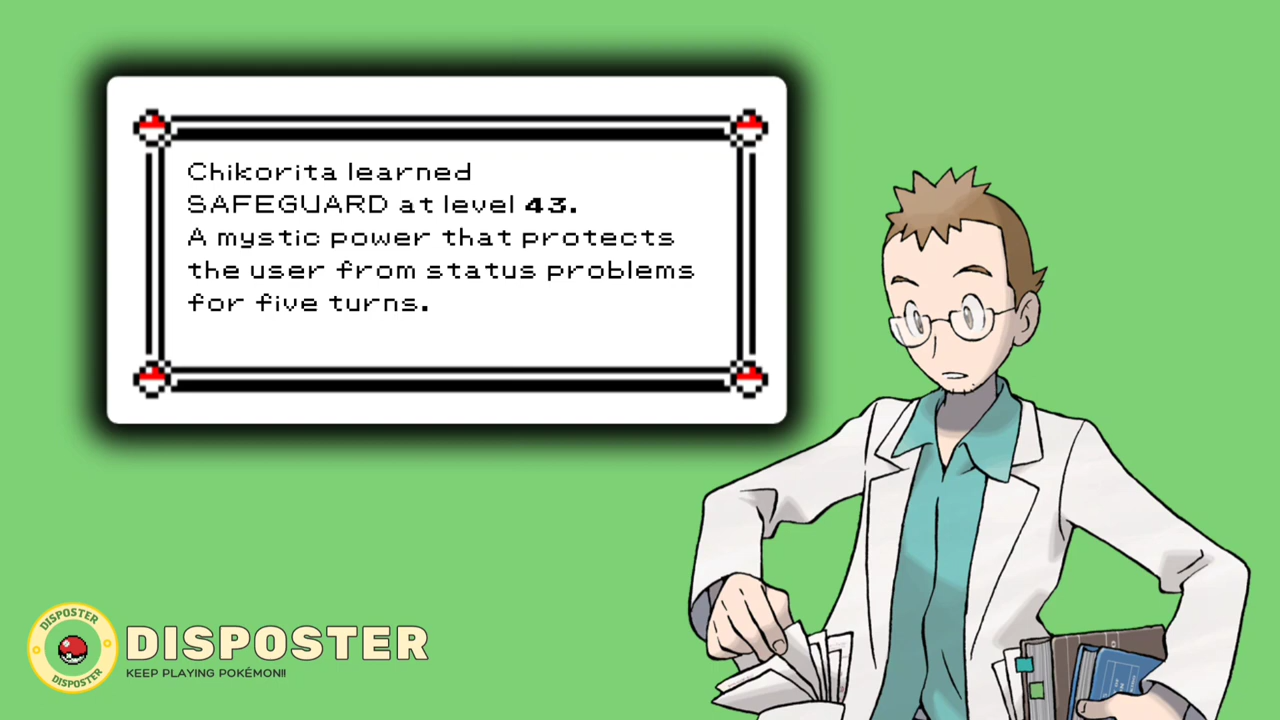 Chikorita learned
SAFEGUARD at level 43.
A mystic power that protects
the user from status problems
for five turns.
DISPOSTER
DISPOSTER
DISPOSTER
KEEP PLAYING POKÉMON!!